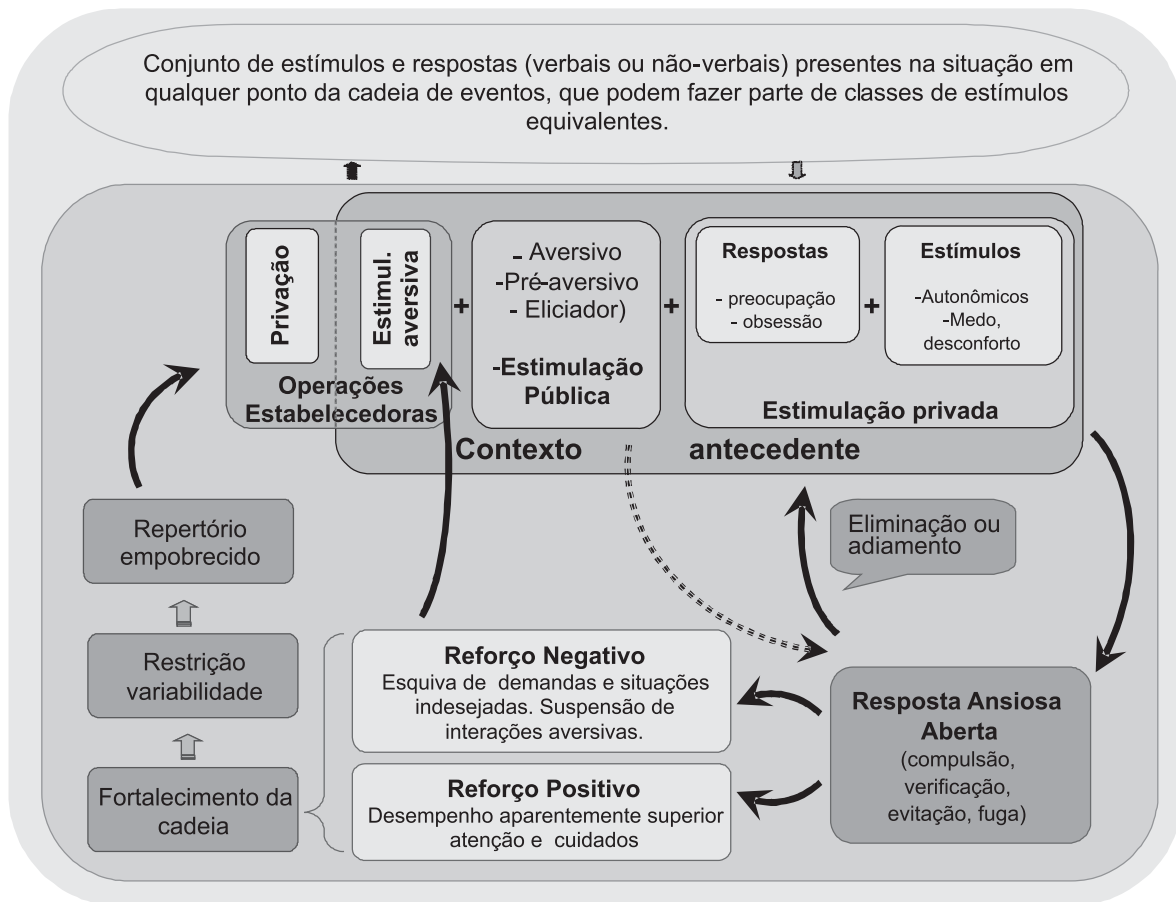 Conjunto de estímulos e respostas (verbais ou não-verbais) presentes na situação em
qualquer ponto da cadeia de eventos, que podem fazer parte de classes de estímulos
equivalentes.
Privação
Estimul.
aversiva
Operações
Estabelecedoras
+
- Aversivo
-Pré-aversivo
- Eliciador)
-Estimulação
Pública
+
Respostas
- preocupação
- obsessão
+
Estímulos
-Autonômicos
-Medo,
desconforto
Estimulação privada
Contexto antecedente
Repertório
empobrecido
Eliminação ou
adiamento
Restrição
variabilidade
Reforço Negativo
Esquiva de demandas e situações
indesejadas. Suspensão de
interações aversivas.
Resposta Ansiosa
Aberta
(compulsão,
verificação,
evitação, fuga)
Fortalecimento da
cadeia
Reforço Positivo
Desempenho aparentemente superior
atenção e cuidados